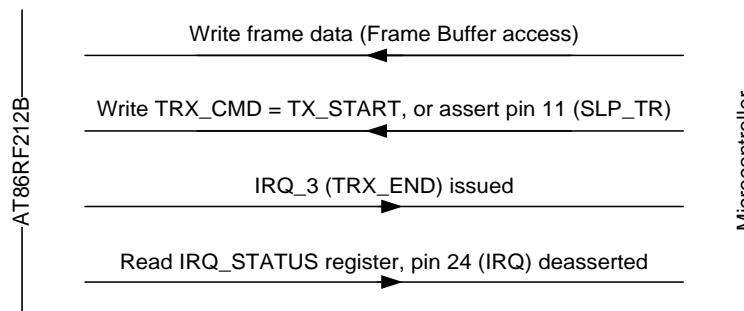 Write frame data (Frame Buffer access)
Write TRX_CMD = TX_START, or assert pin 11 (SLP_TR)
IRQ_3 (TRX_END) issued
Read IRQ_STATUS register, pin 24 (IRQ) deasserted
AT86RF212B
Microcontroller